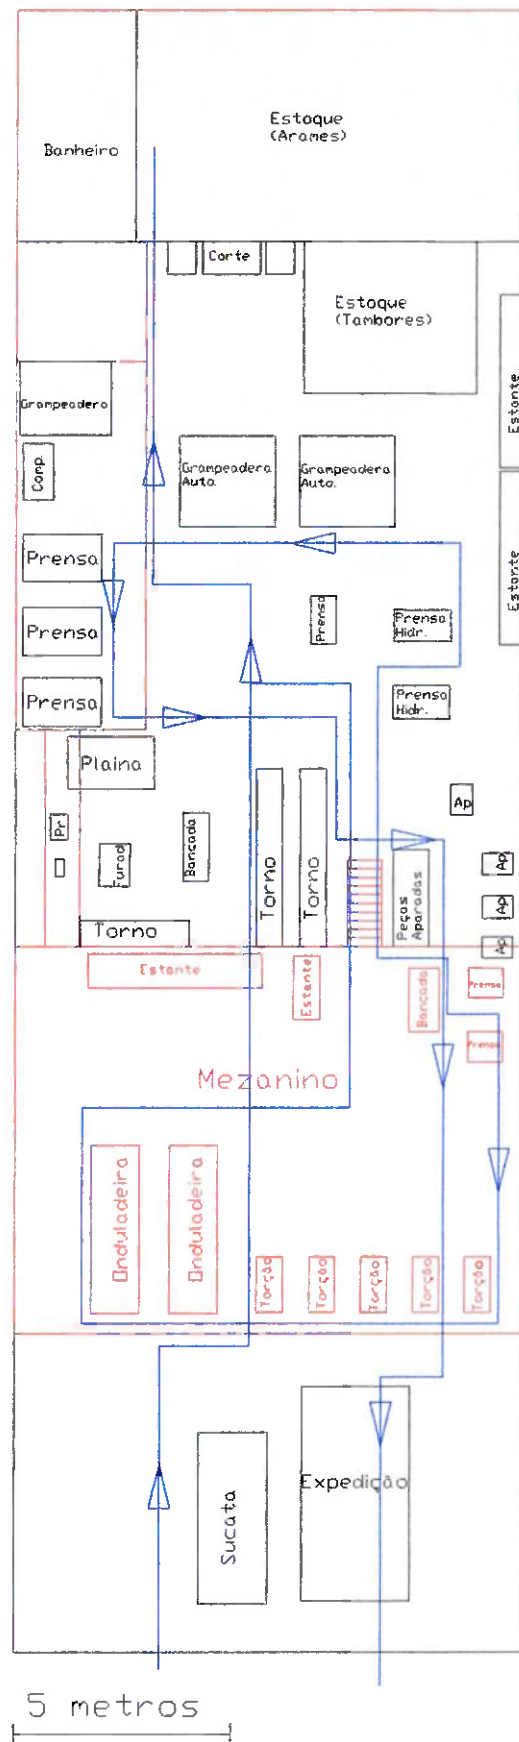 Banheiro
Estoque
(Arames)
Corte
Estoque
(Tambores)
Estante
Grampeadera
Comp.
Grampeadera
Auto.
Grampeadera
Auto.
Estante
Prensa
Prensa
Prensa
Prensa
Prensa
Hidr.
Prensa
Hidr.
Plaina
Pr
Furad
Bancada
Torno
Torno
Torno
Peças
Aparadas
Ap
Ap
Ap
Ap
Estante
Estante
Bancada
Prensa
Prensa
Mezanino
Onduladeira
Onduladeira
Torção
Torção
Torção
Torção
Torção
Sucata
Expedição
5 metros